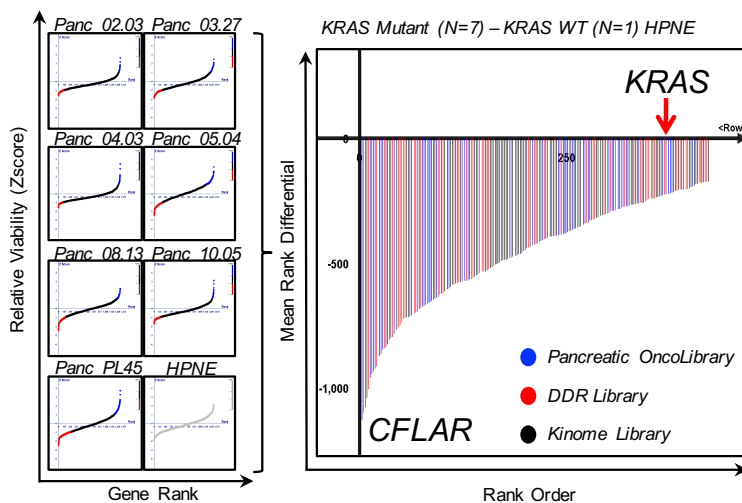 Panc 02.03
Panc 03.27
Panc 04.03
Panc 05.04
Panc 08.13
Panc 10.05
Panc PL45
HPNE
Relative Viability (Zscore)
Gene Rank
KRAS Mutant (N=7) – KRAS WT (N=1) HPNE
KRAS
<Row
0
0
250
-500
-1,000
Mean Rank Differential
Pancreatic OncoLibrary
DDR Library
Kinome Library
CFLAR
Rank Order